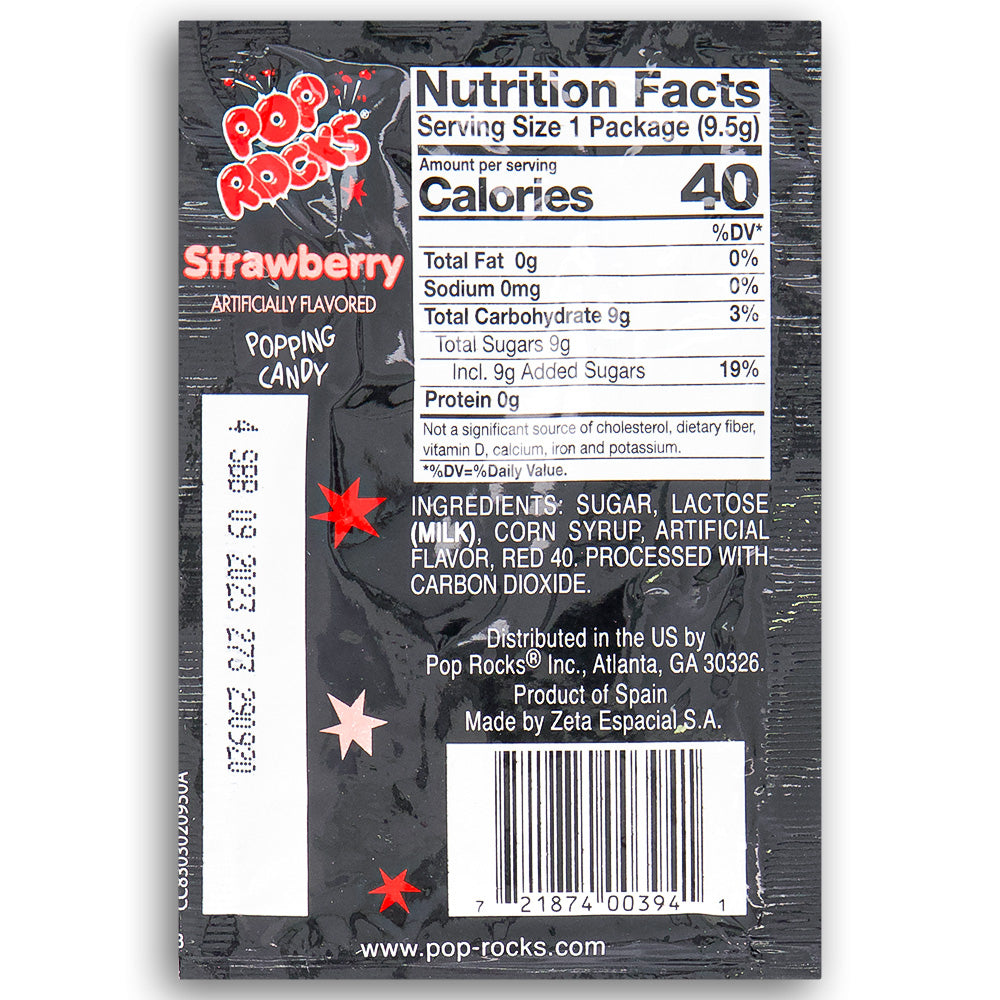 POP
ROCKS®
Strawberry
ARTIFICIALLY FLAVORED
POPPING
CANDY
Nutrition Facts
Serving Size 1 Package (9.5g)
Amount per serving
Calories 40
%DV*
Total Fat 0g 0%
Sodium 0mg 0%
Total Carbohydrate 9g 3%
Total Sugars 9g
Incl. 9g Added Sugars 19%
Protein 0g
Not a significant source of cholesterol, dietary fiber,
vitamin D, calcium, iron and potassium.
*%DV=%Daily Value.
INGREDIENTS: SUGAR, LACTOSE
(MILK), CORN SYRUP, ARTIFICIAL
FLAVOR, RED 40. PROCESSED WITH
CARBON DIOXIDE.
Distributed in the US by
Pop Rocks® Inc., Atlanta, GA 30326.
Product of Spain
Made by Zeta Espacial S.A.
7 21874 00394 1
www.pop-rocks.com